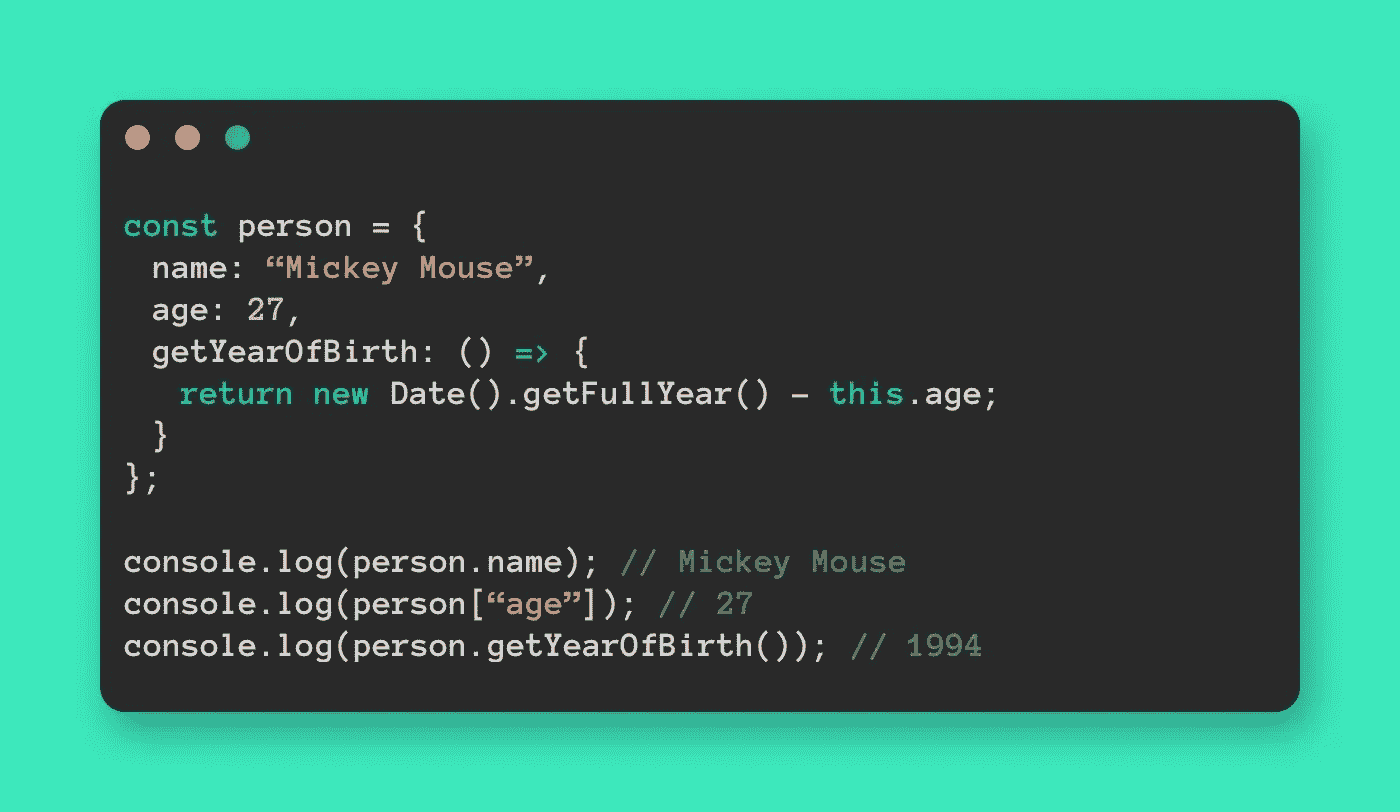 const person = {
  name: “Mickey Mouse”,
  age: 27,
  getYearOfBirth: () => {
    return new Date().getFullYear() – this.age;
  }
};
console.log(person.name); // Mickey Mouse
console.log(person[“age”]); // 27
console.log(person.getYearOfBirth()); // 1994